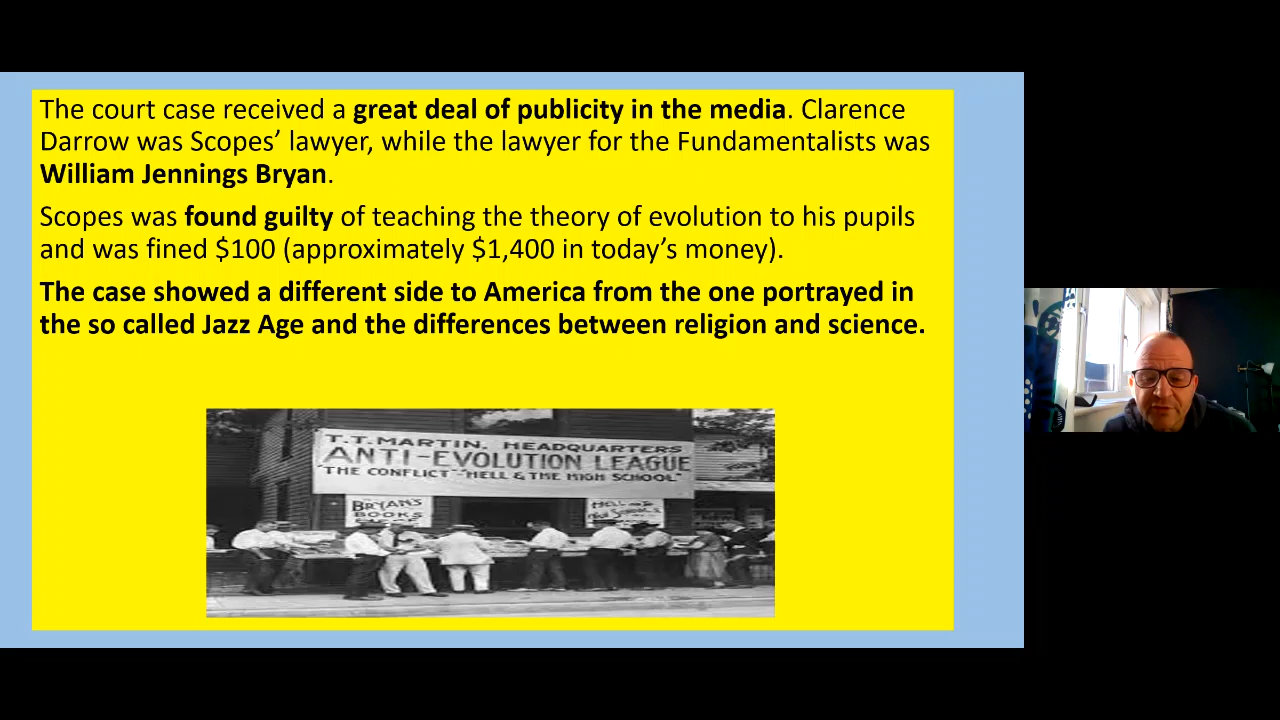 The court case received a great deal of publicity in the media. Clarence
Darrow was Scopes’ lawyer, while the lawyer for the Fundamentalists was
William Jennings Bryan.
Scopes was found guilty of teaching the theory of evolution to his pupils
and was fined $100 (approximately $1,400 in today’s money).
The case showed a different side to America from the one portrayed in
the so called Jazz Age and the differences between religion and science.
T.T. MARTIN. HEADQUARTERS
ANTI-EVOLUTION LEAGUE
"THE CONFLICT"-"HELL & THE HIGH SCHOOL"
BRYAN'S
BOOKS